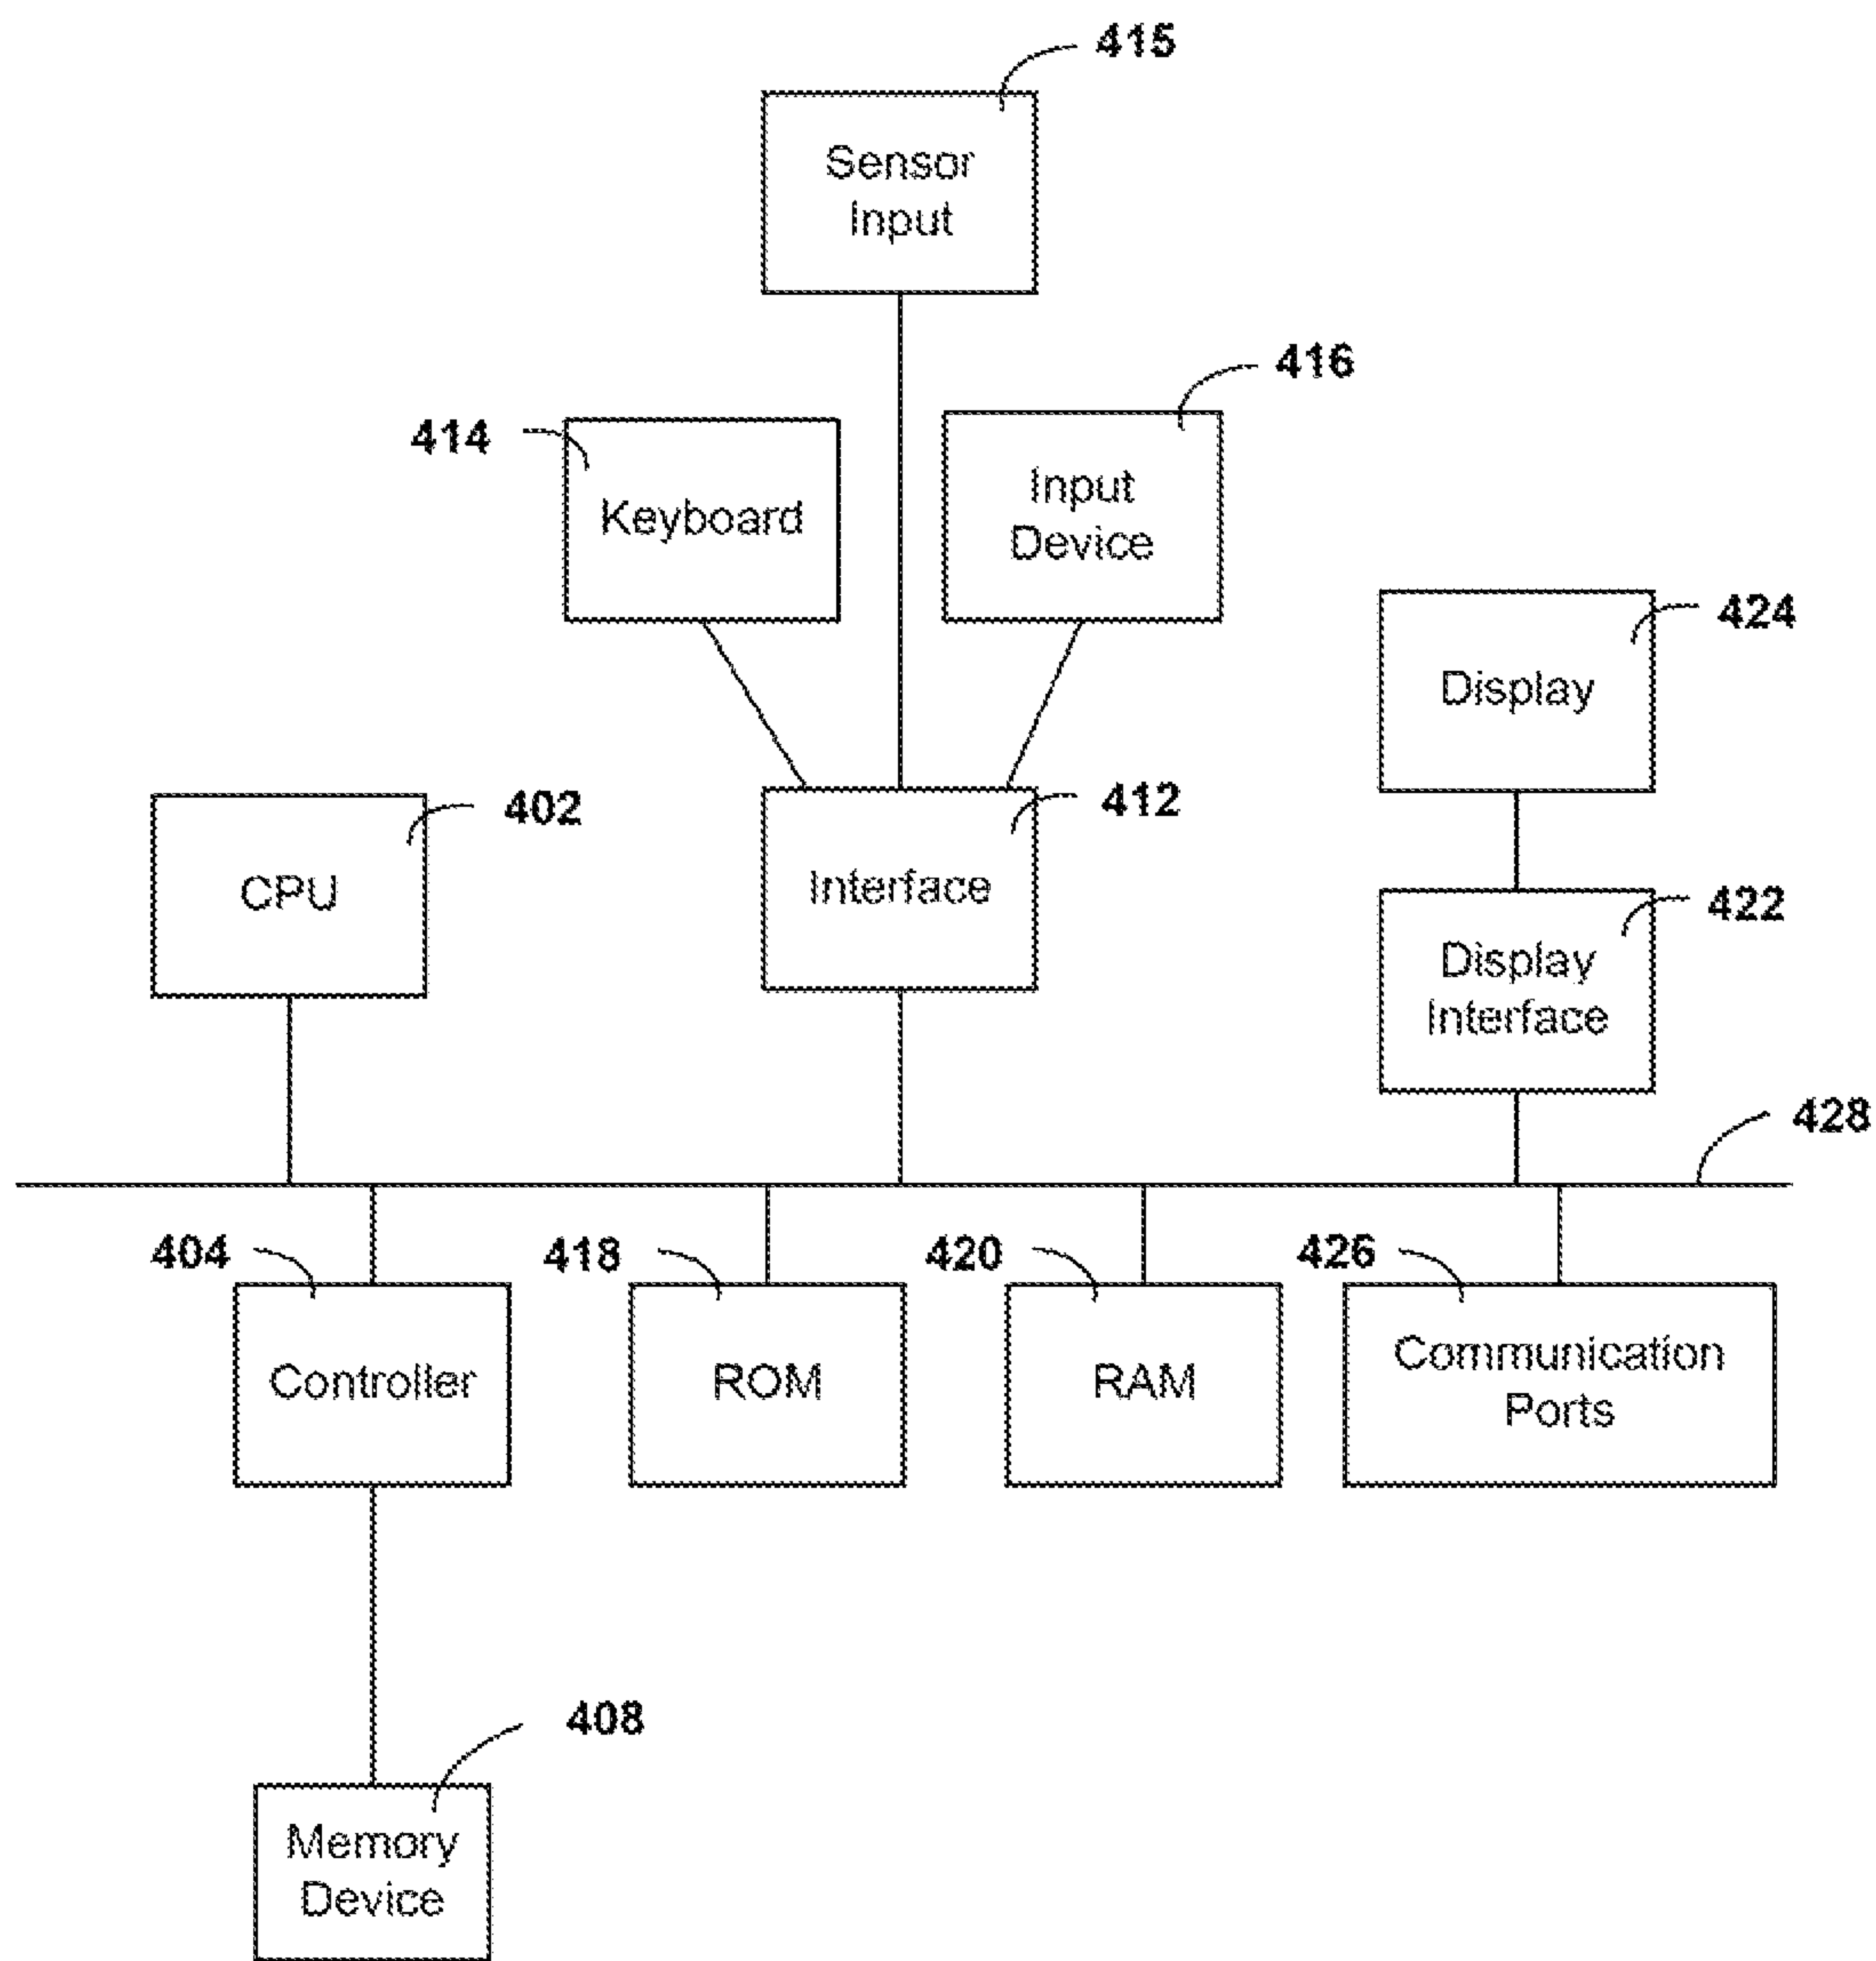 415
Sensor
Input
416
414
Keyboard
Input
Device
424
Display
402
CPU
412
Interface
422
Display
Interface
428
404
418
420
426
Controller
ROM
RAM
Communication
Ports
408
Memory
Device